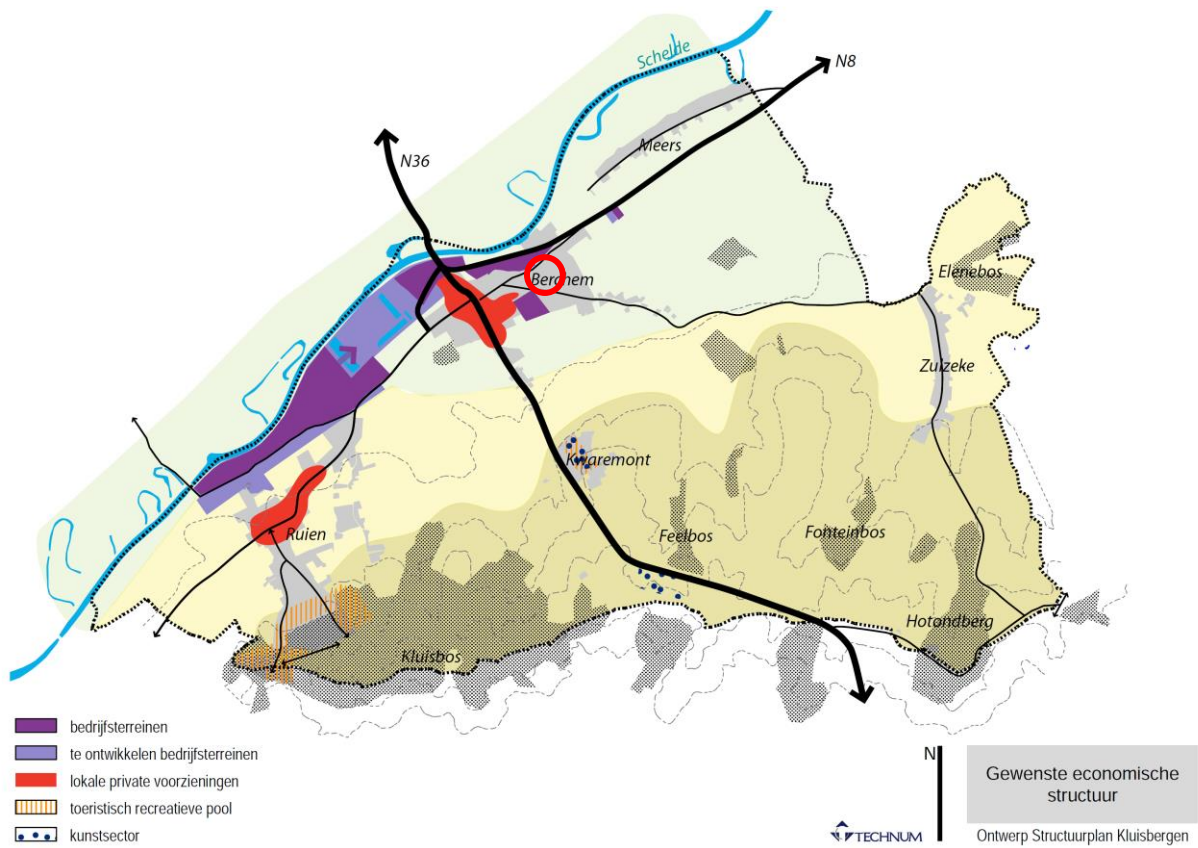 Schelde
N8
N36
Meers
Berchem
Elenebos
Zulzeke
Kwaremont
Ruien
Feelbos
Fonteinbos
Hotondberg
Kluisbos
bedrijfsterreinen
te ontwikkelen bedrijfsterreinen
lokale private voorzieningen
toeristisch recreatieve pool
kunstsector
N
TECHNUM
Gewenste economische
structuur
Ontwerp Structuurplan Kluisbergen